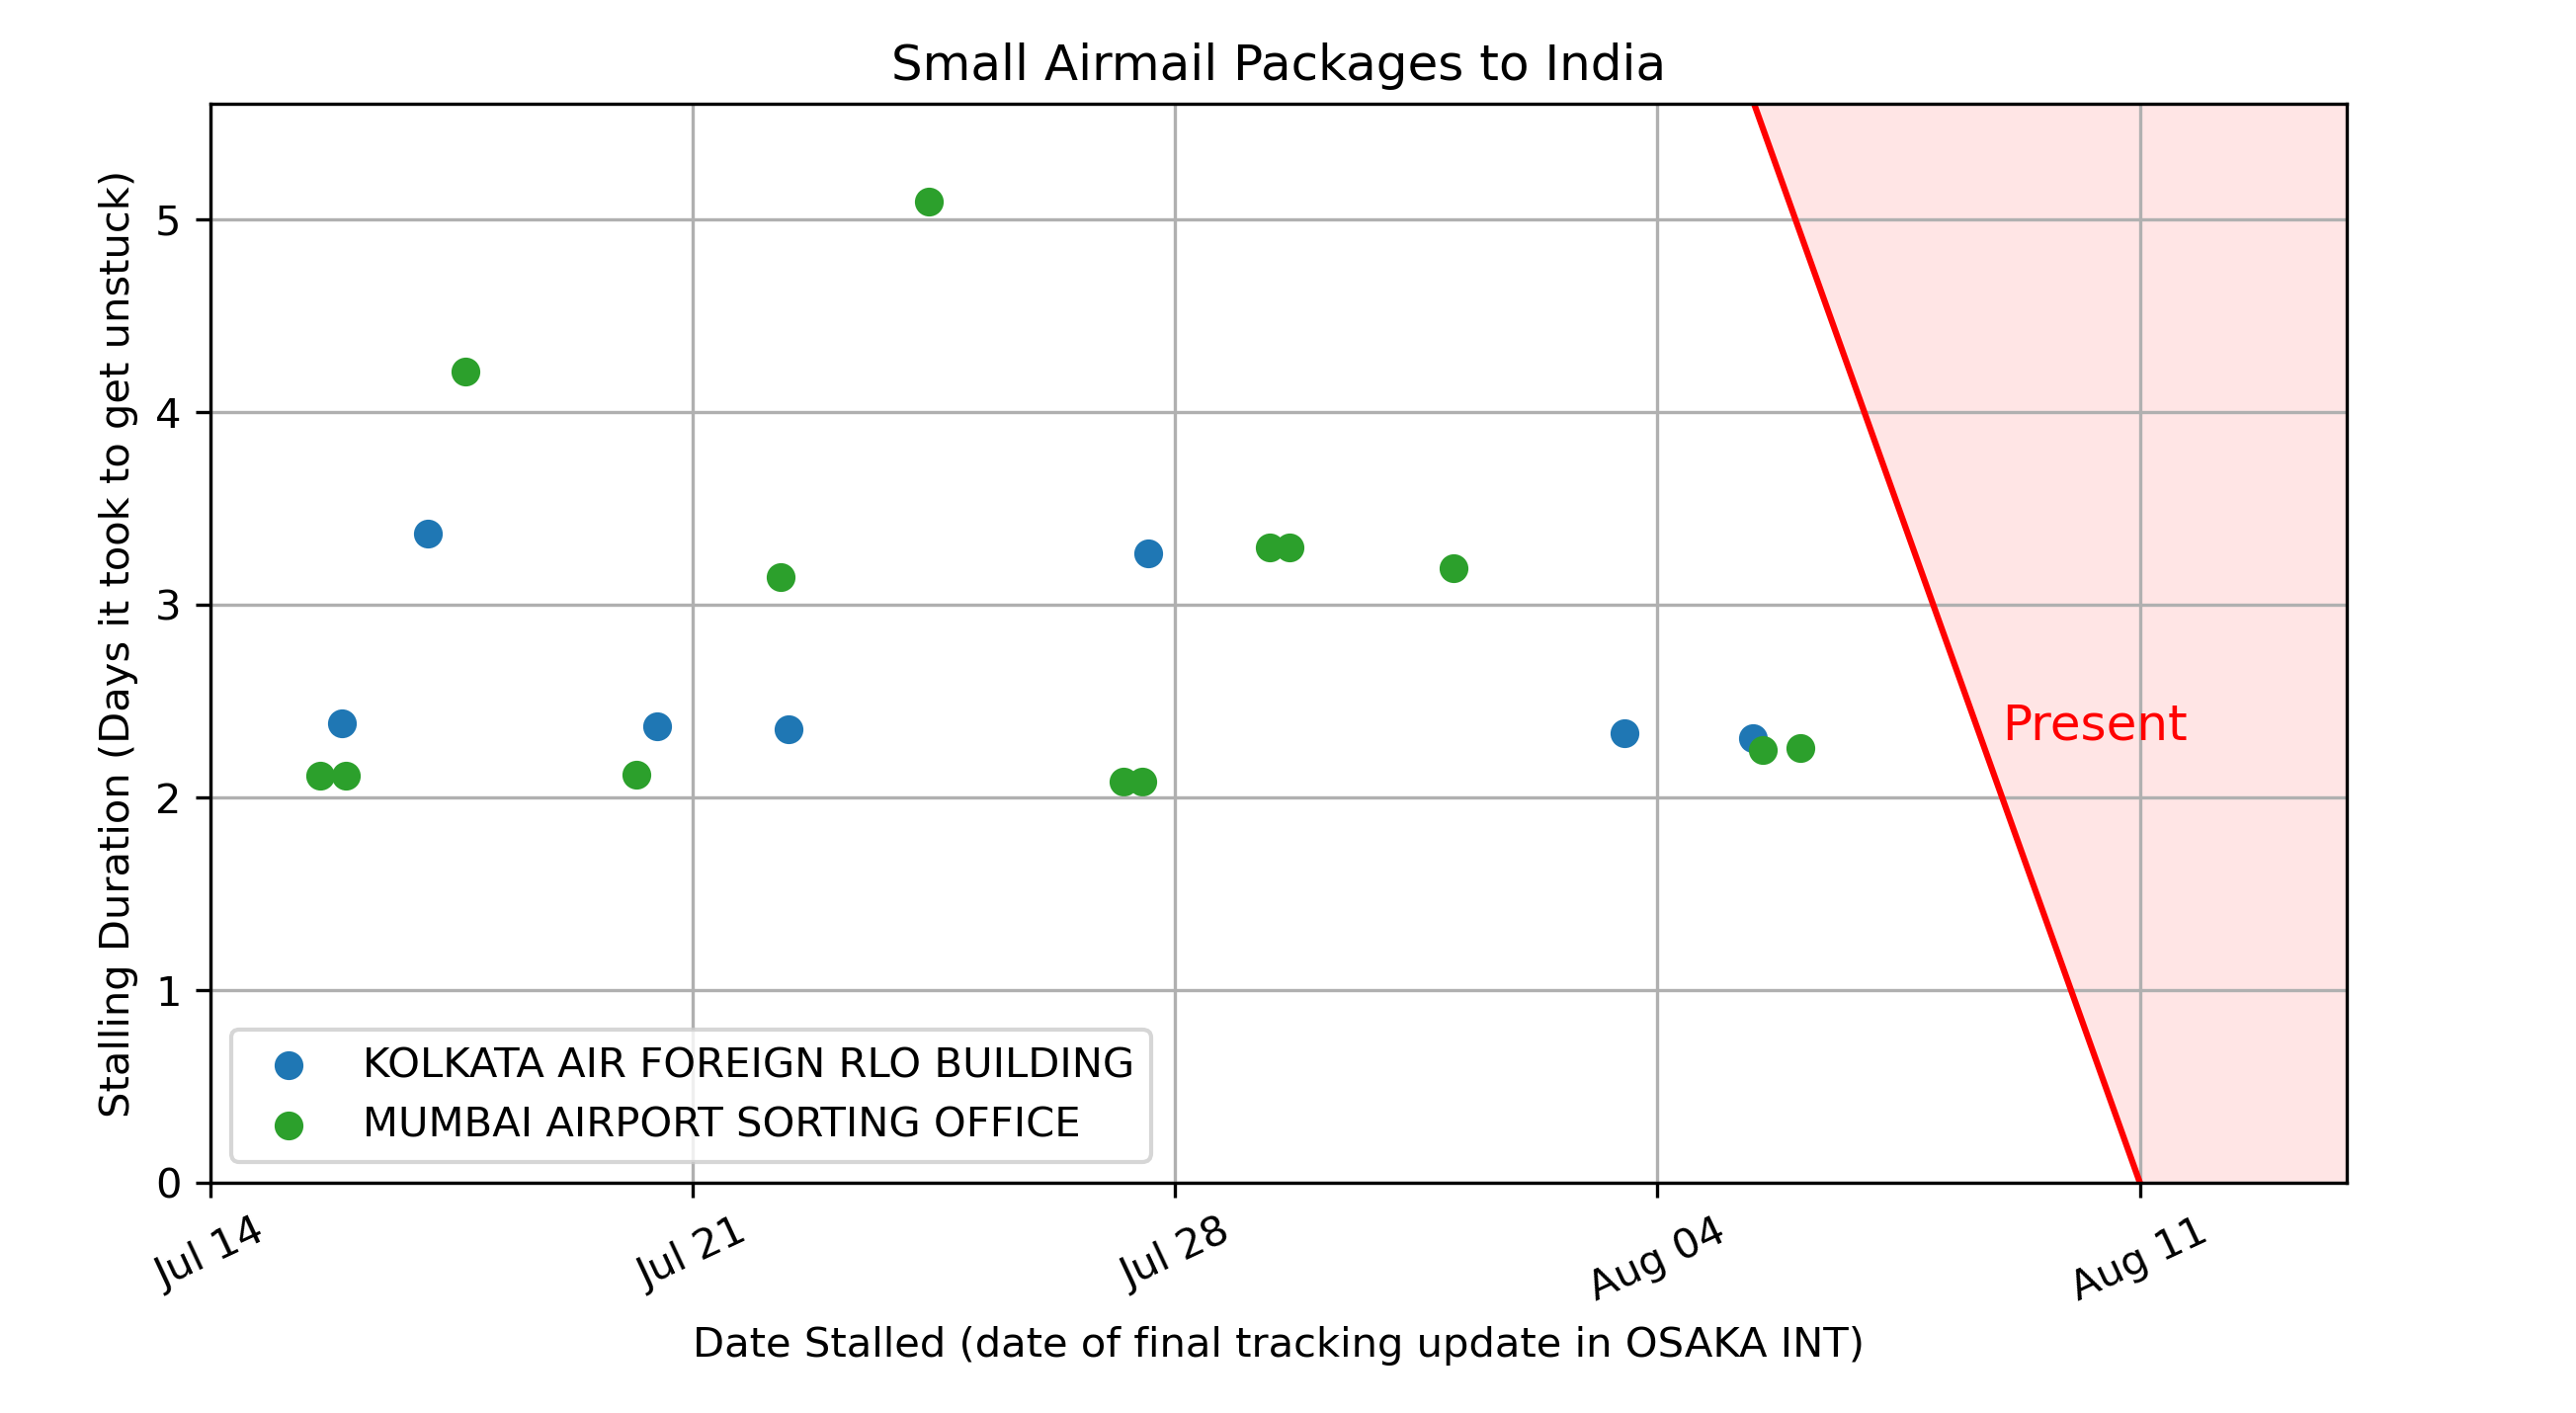 Small Airmail Packages to India
Stalling Duration (Days it took to get unstuck)
5
4
3
2
1
0
Present
KOLKATA AIR FOREIGN RLO BUILDING
MUMBAI AIRPORT SORTING OFFICE
Jul 14
Jul 21
Jul 28
Aug 04
Aug 11
Date Stalled (date of final tracking update in OSAKA INT)